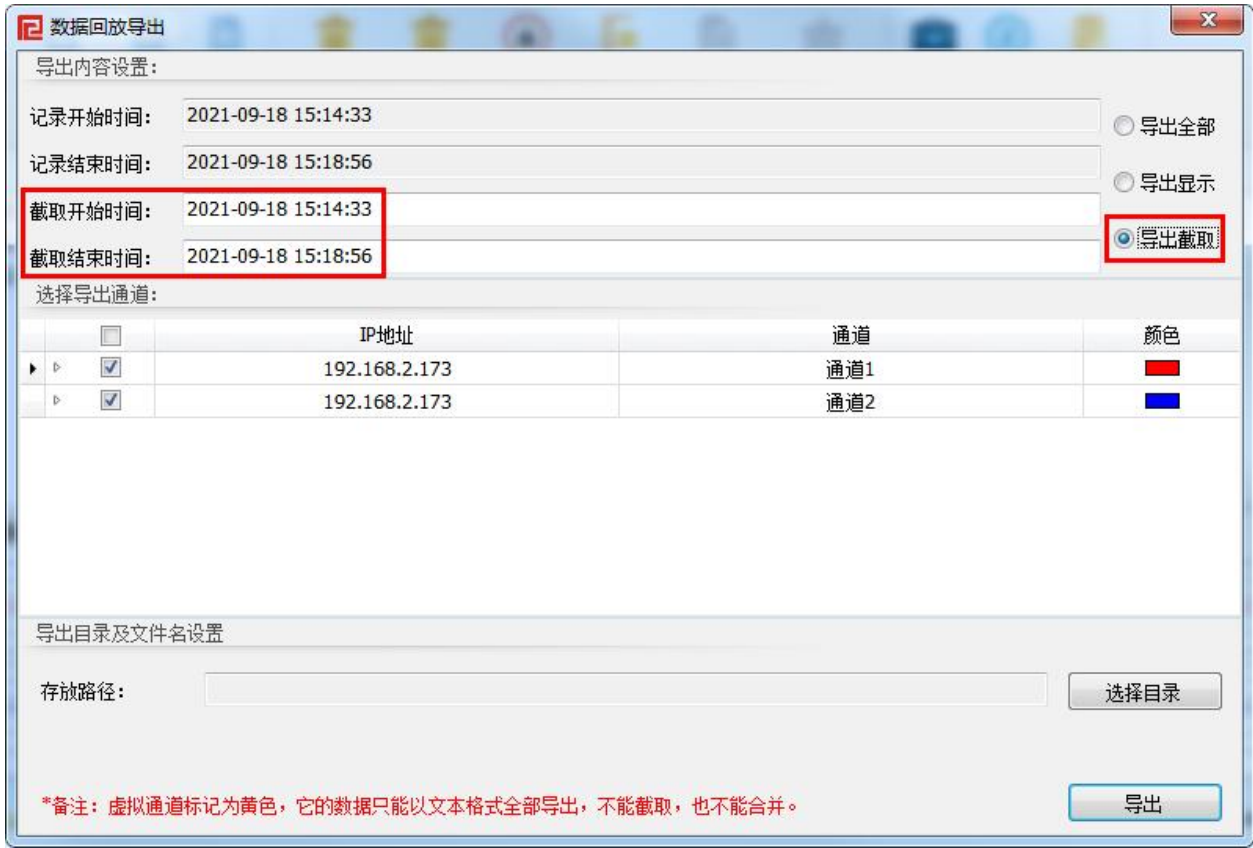 数据回放导出
导出内容设置：
记录开始时间： 2021-09-18 15:14:33
导出全部
记录结束时间： 2021-09-18 15:18:56
导出显示
截取开始时间： 2021-09-18 15:14:33
导出截取
截取结束时间： 2021-09-18 15:18:56
选择导出通道：
IP地址 通道 颜色
192.168.2.173 通道1
192.168.2.173 通道2
导出目录及文件名设置
存放路径： 选择目录
*备注：虚拟通道标记为黄色，它的数据只能以文本格式全部导出，不能截取，也不能合并。
导出